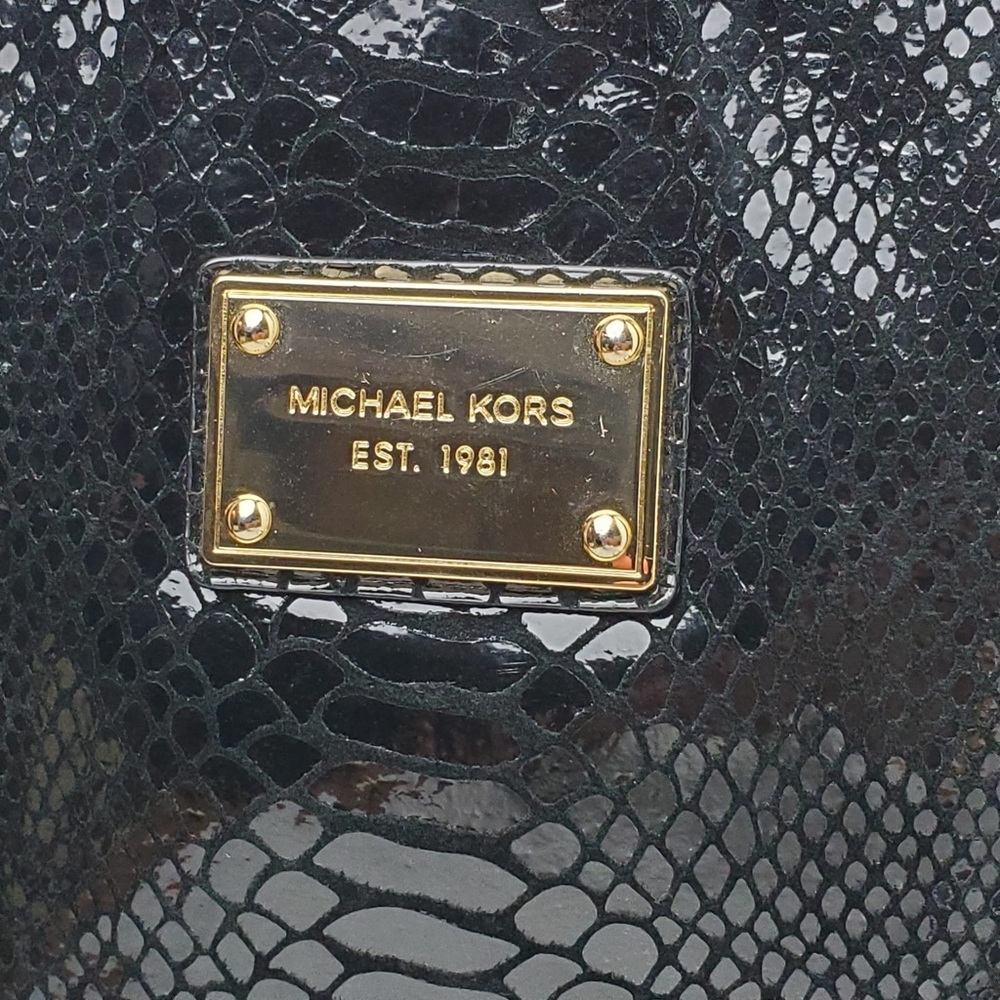 MICHAEL KORS
EST. 1981